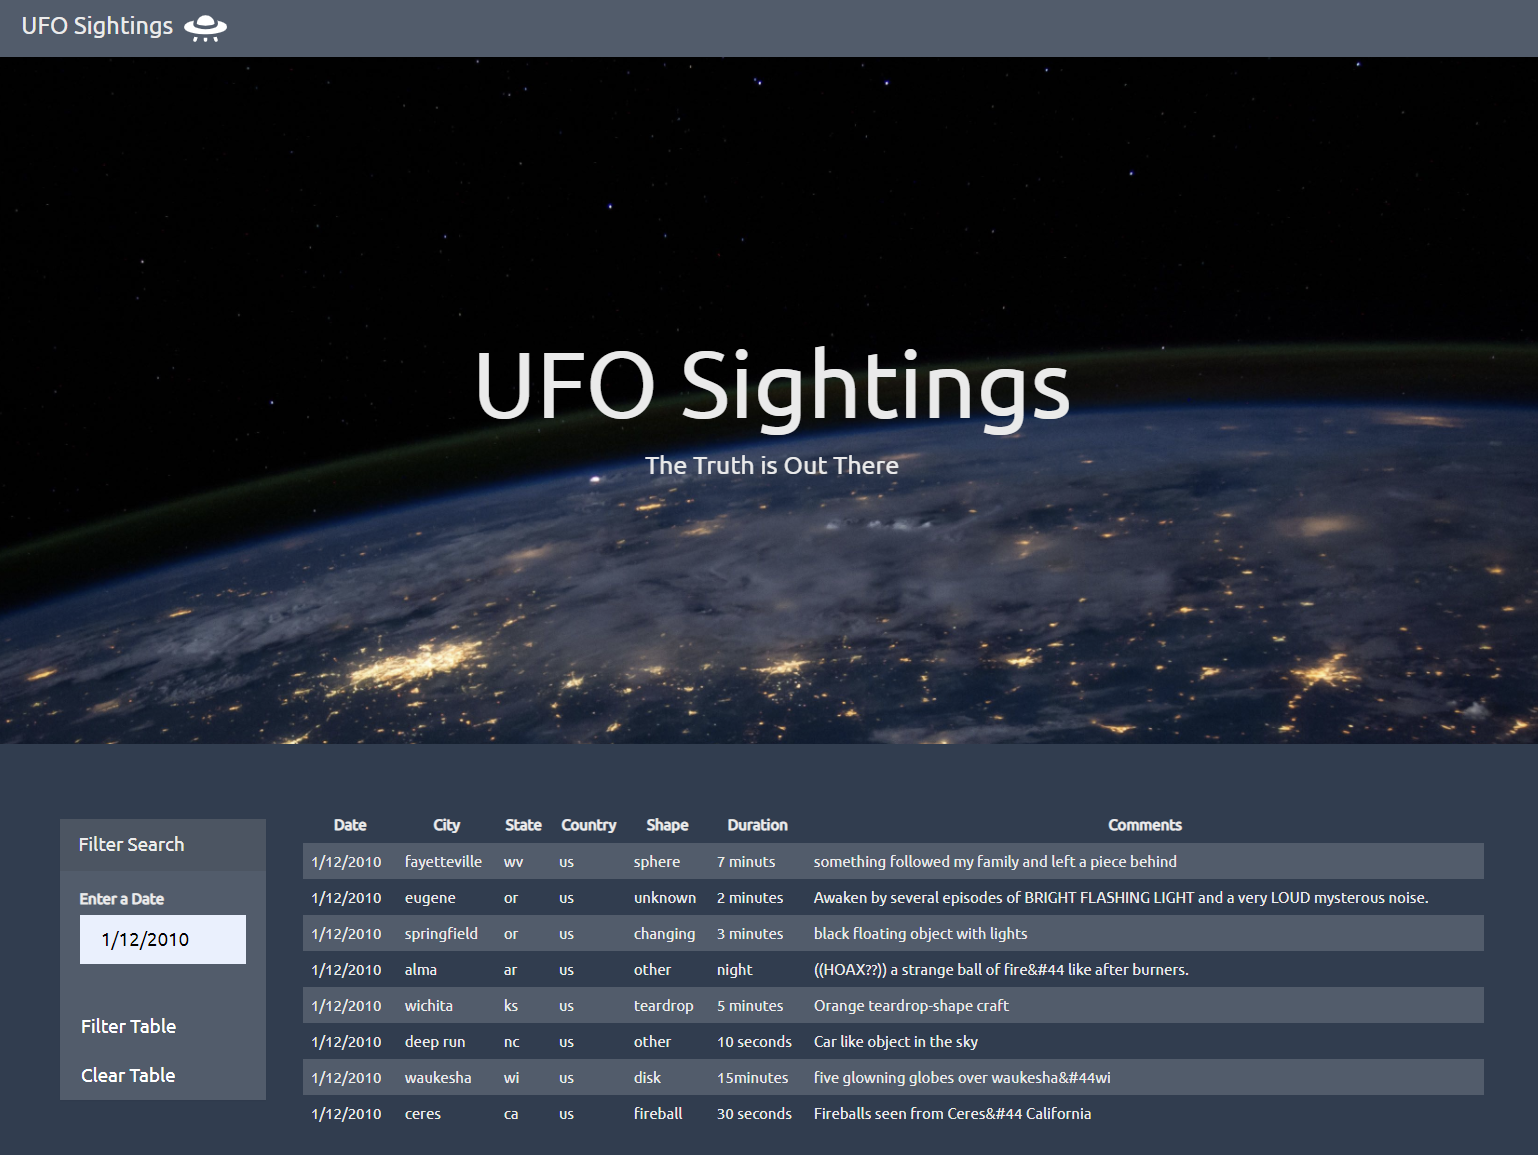 UFO Sightings
UFO Sightings
The Truth is Out There
Filter Search
Enter a Date
1/12/2010
Filter Table
Clear Table
Date City State Country Shape Duration Comments
1/12/2010 fayetteville wv us sphere 7 minuts something followed my family and left a piece behind
1/12/2010 eugene or us unknown 2 minutes Awaken by several episodes of BRIGHT FLASHING LIGHT and a very LOUD mysterous noise.
1/12/2010 springfield or us changing 3 minutes black floating object with lights
1/12/2010 alma ar us other night ((HOAX??)) a strange ball of fire&#44 like after burners.
1/12/2010 wichita ks us teardrop 5 minutes Orange teardrop-shape craft
1/12/2010 deep run nc us other 10 seconds Car like object in the sky
1/12/2010 waukesha wi us disk 15minutes five glowning globes over waukesha&#44wi
1/12/2010 ceres ca us fireball 30 seconds Fireballs seen from Ceres&#44 California